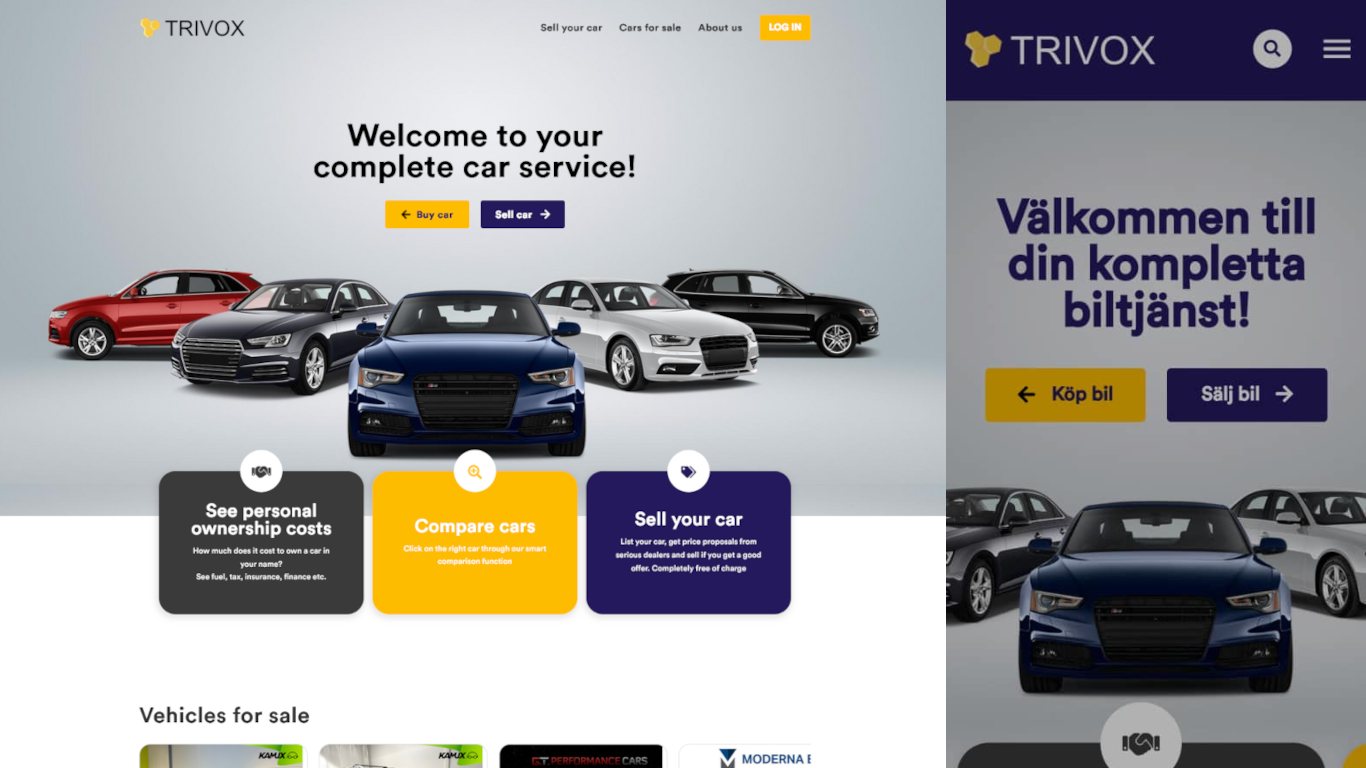 TRIVOX
Sell your car
Cars for sale
About us
LOG IN
Welcome to your
complete car service!
Buy car
Sell car
See personal
ownership costs
How much does it cost to own a car in
your name?
See fuel, tax, insurance, finance etc.
Compare cars
Click on the right car through our smart
comparison function
Sell your car
List your car, get price proposals from
serious dealers and sell if you get a good
offer. Completely free of charge
Vehicles for sale
KAMUX
KAMUX
GT PERFORMANCE CARS
MODERNA
TRIVOX
Välkommen till
din kompletta
biltjänst!
Köp bil
Sälj bil